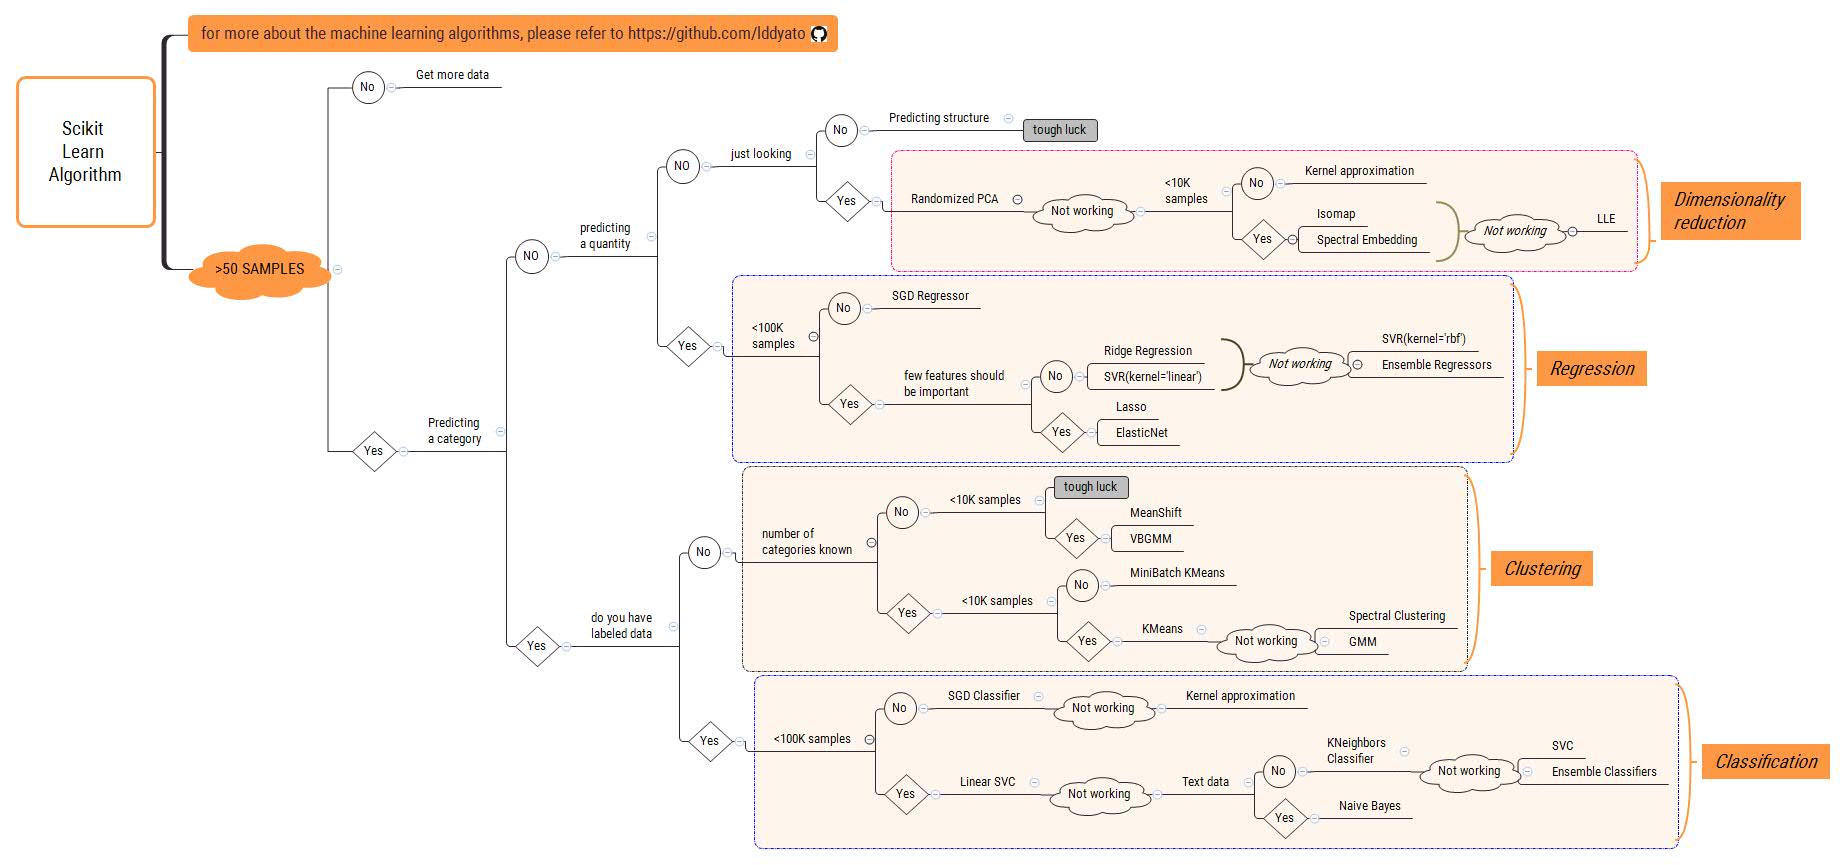 for more about the machine learning algorithms, please refer to https://github.com/lddyato
Scikit
Learn
Algorithm
>50 SAMPLES
No
Get more data
Yes
Predicting
a category
NO
predicting
a quantity
NO
just looking
No
Predicting structure
tough luck
Yes
Randomized PCA
Not working
<10K
samples
No
Kernel approximation
Yes
Isomap
Spectral Embedding
Not working
LLE
Dimensionality
reduction
Yes
<100K
samples
No
SGD Regressor
Yes
few features should
be important
No
Ridge Regression
SVR(kernel='linear')
Not working
SVR(kernel='rbf')
Ensemble Regressors
Yes
Lasso
ElasticNet
Regression
Yes
do you have
labeled data
No
number of
categories known
No
<10K samples
tough luck
Yes
MeanShift
VBGMM
Yes
<10K samples
No
MiniBatch KMeans
Yes
KMeans
Not working
Spectral Clustering
GMM
Clustering
Yes
<100K samples
No
SGD Classifier
Not working
Kernel approximation
Yes
Linear SVC
Not working
Text data
No
KNeighbors
Classifier
Not working
SVC
Ensemble Classifiers
Yes
Naive Bayes
Classification